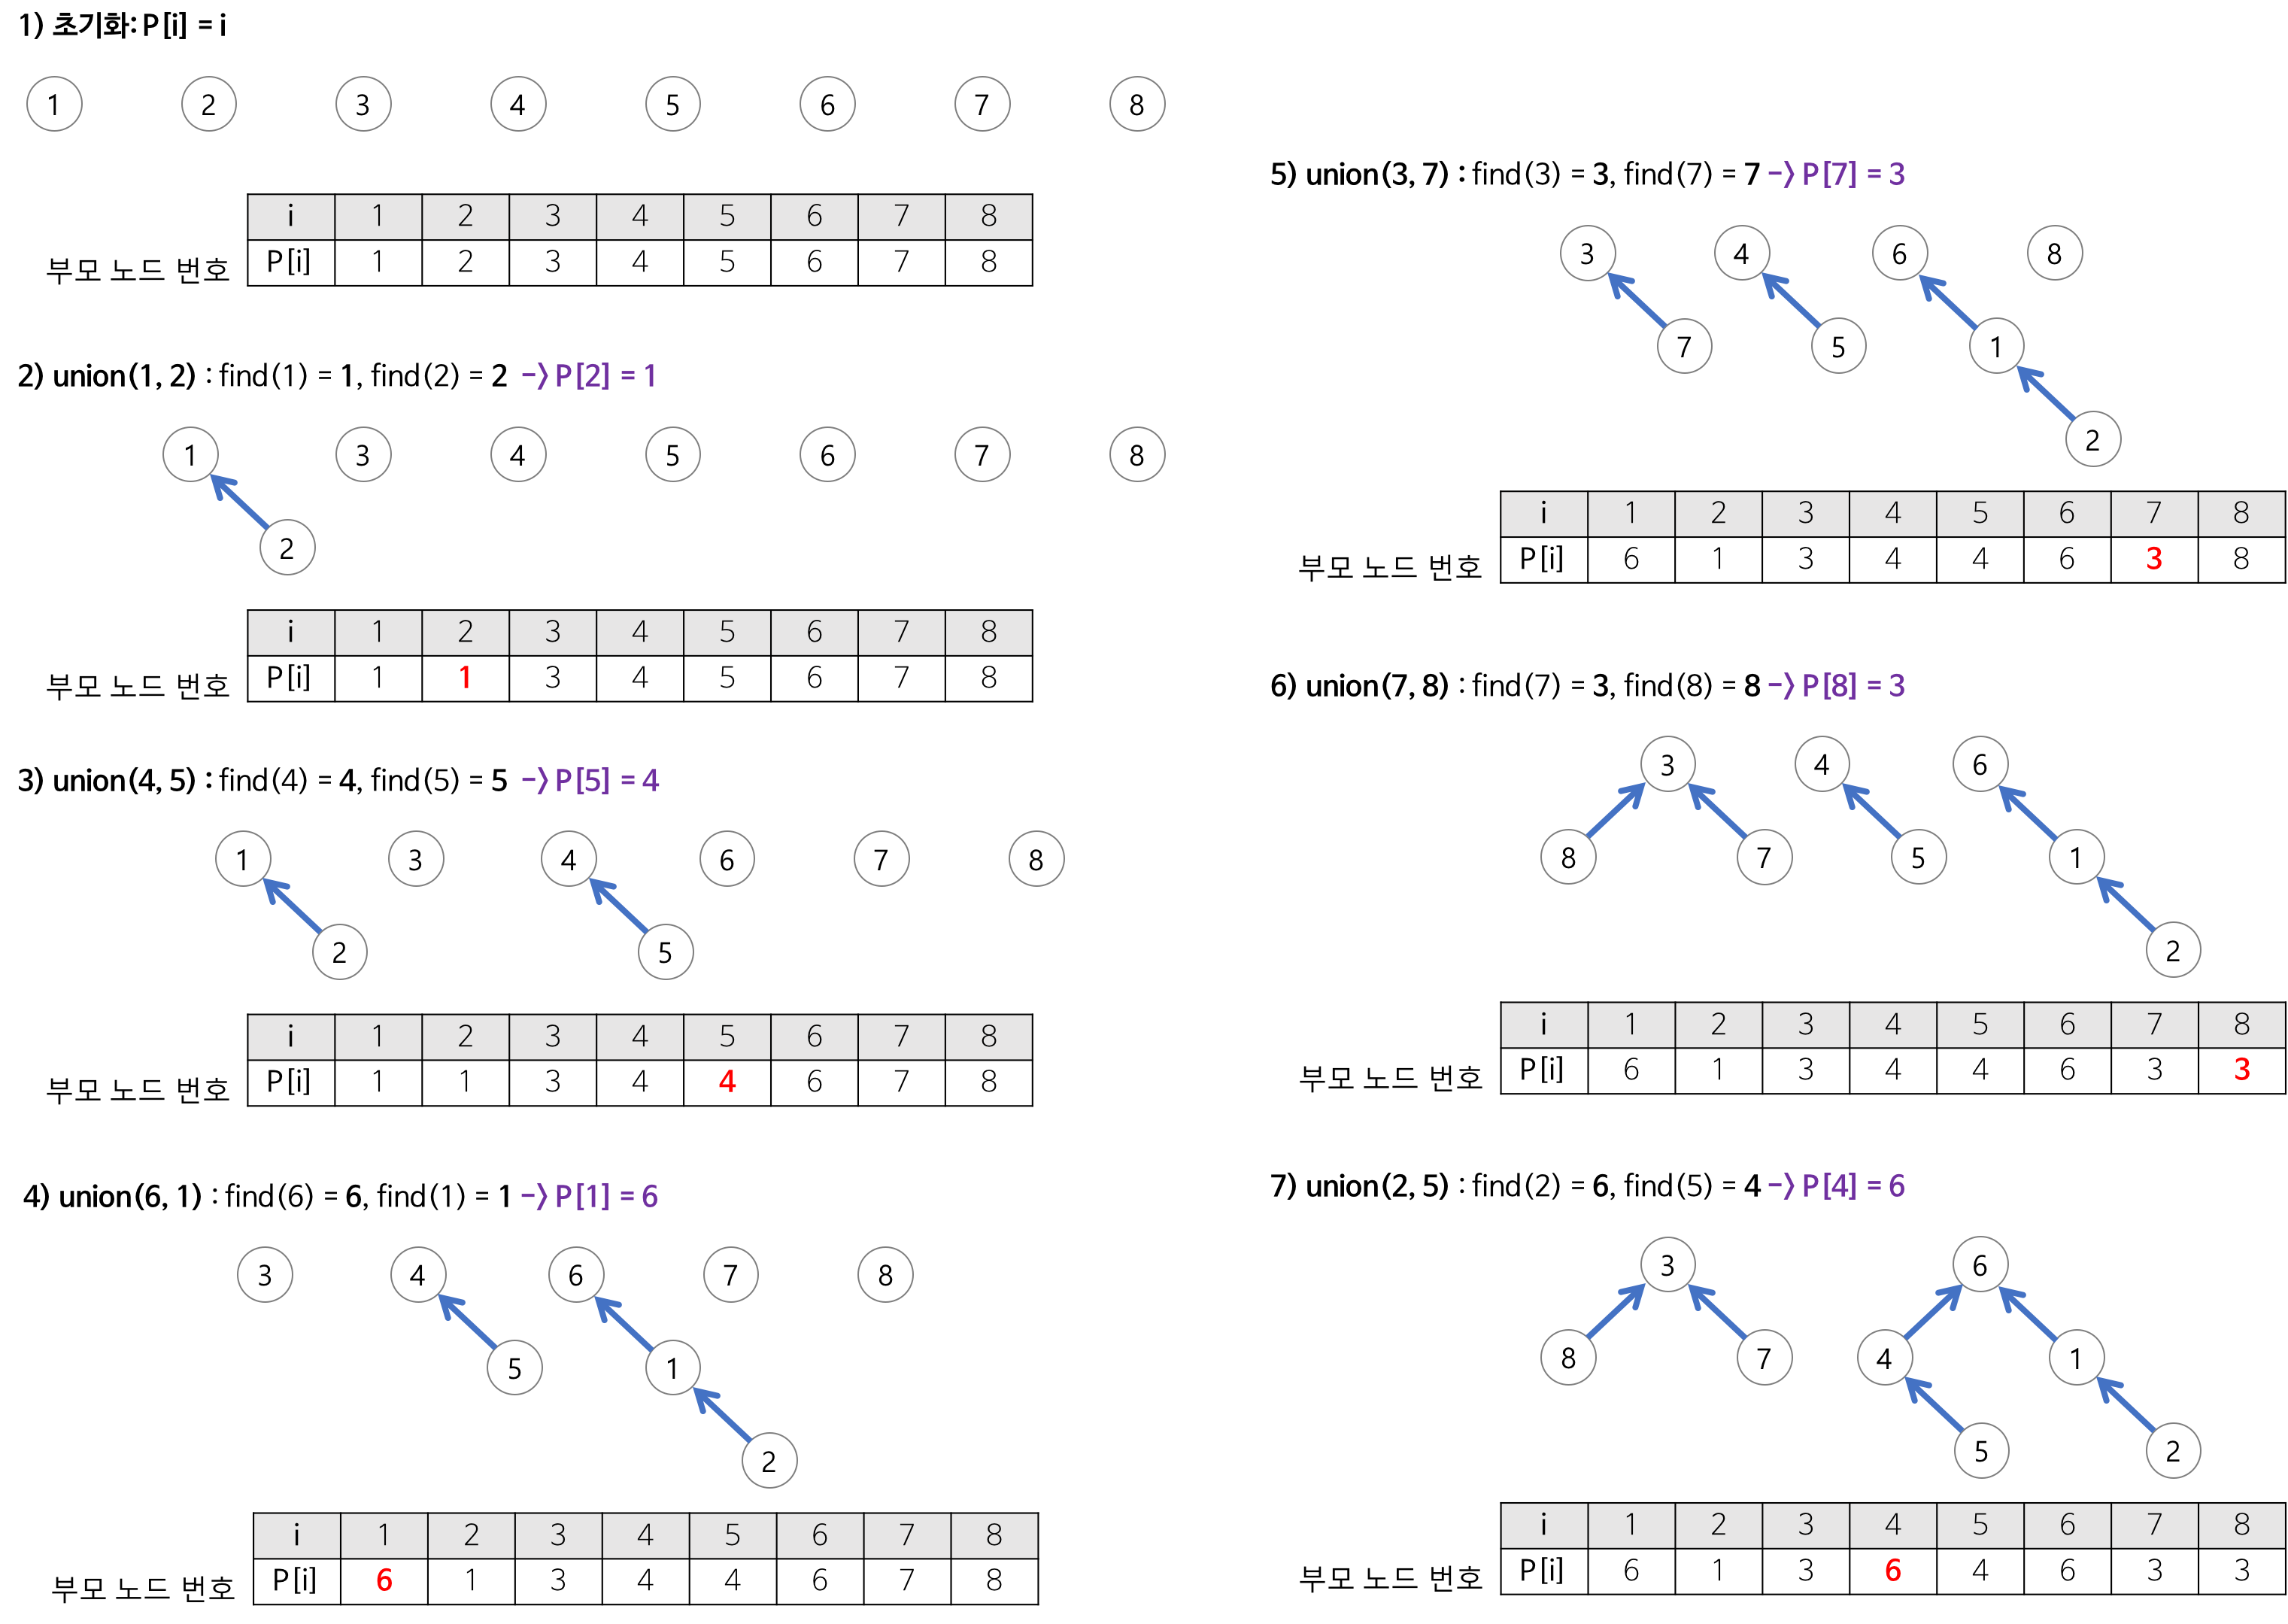 1) 초기화: P[i] = i
1 2 3 4 5 6 7 8
i 1 2 3 4 5 6 7 8
부모 노드 번호 P[i] 1 2 3 4 5 6 7 8
2) union(1, 2) : find(1) = 1, find(2) = 2 -> P[2] = 1
1 3 4 5 6 7 8
2
i 1 2 3 4 5 6 7 8
부모 노드 번호 P[i] 1 1 3 4 5 6 7 8
3) union(4, 5) : find(4) = 4, find(5) = 5 -> P[5] = 4
1 3 4 6 7 8
2 5
i 1 2 3 4 5 6 7 8
부모 노드 번호 P[i] 1 1 3 4 4 6 7 8
4) union(6, 1) : find(6) = 6, find(1) = 1 -> P[1] = 6
3 4 6 7 8
5 1
2
i 1 2 3 4 5 6 7 8
부모 노드 번호 P[i] 6 1 3 4 4 6 7 8
5) union(3, 7) : find(3) = 3, find(7) = 7 -> P[7] = 3
3 4 6 8
7 5 1
2
i 1 2 3 4 5 6 7 8
부모 노드 번호 P[i] 6 1 3 4 4 6 3 8
6) union(7, 8) : find(7) = 3, find(8) = 8 -> P[8] = 3
3 4 6
8 7 5 1
2
i 1 2 3 4 5 6 7 8
부모 노드 번호 P[i] 6 1 3 4 4 6 3 3
7) union(2, 5) : find(2) = 6, find(5) = 4 -> P[4] = 6
3 6
8 7 4 1
5 2
i 1 2 3 4 5 6 7 8
부모 노드 번호 P[i] 6 1 3 6 4 6 3 3